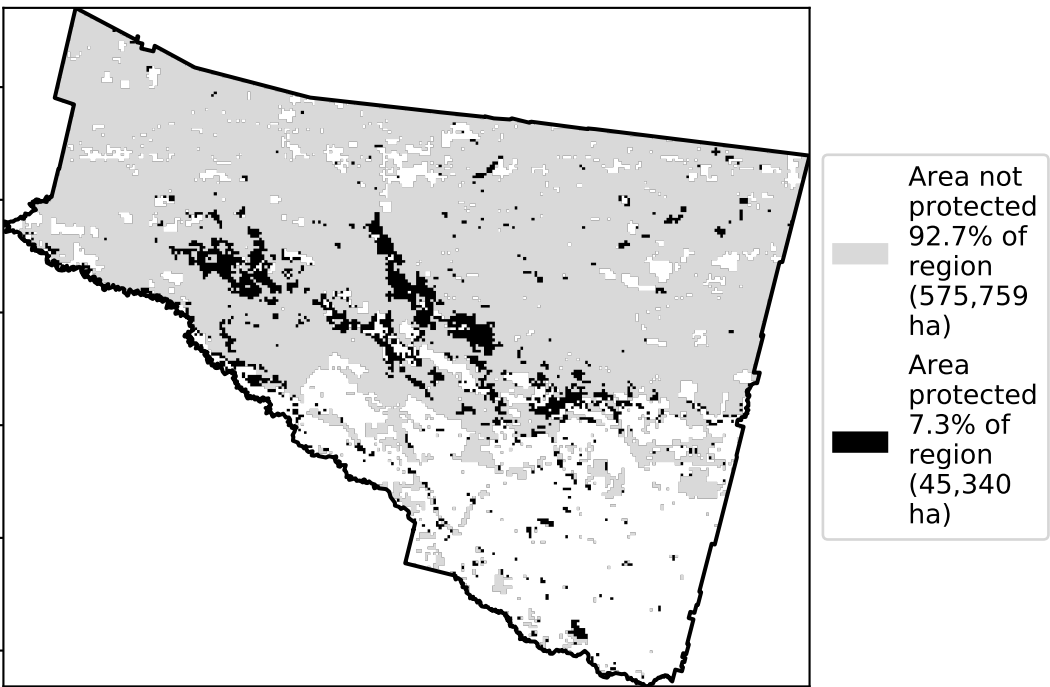 Area not
protected
92.7% of
region
(575,759
ha)
Area
protected
7.3% of
region
(45,340
ha)